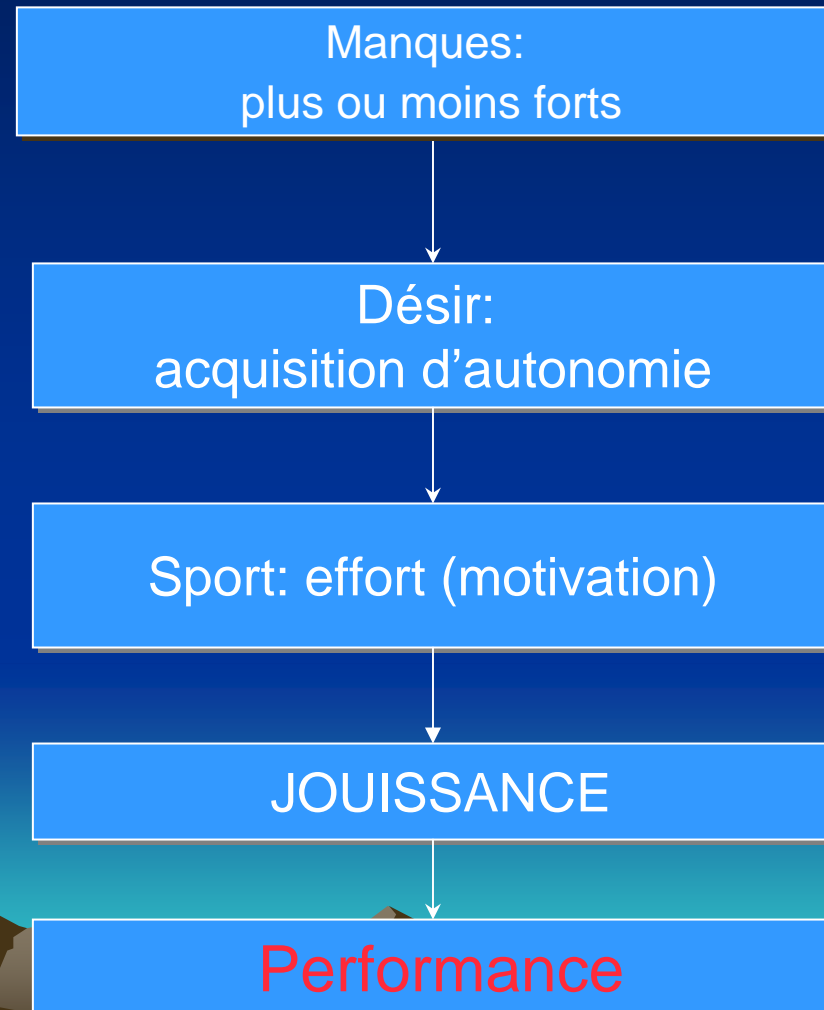 Manques:
plus ou moins forts
Désir:
acquisition d’autonomie
Sport: effort (motivation)
JOUISSANCE
Performance